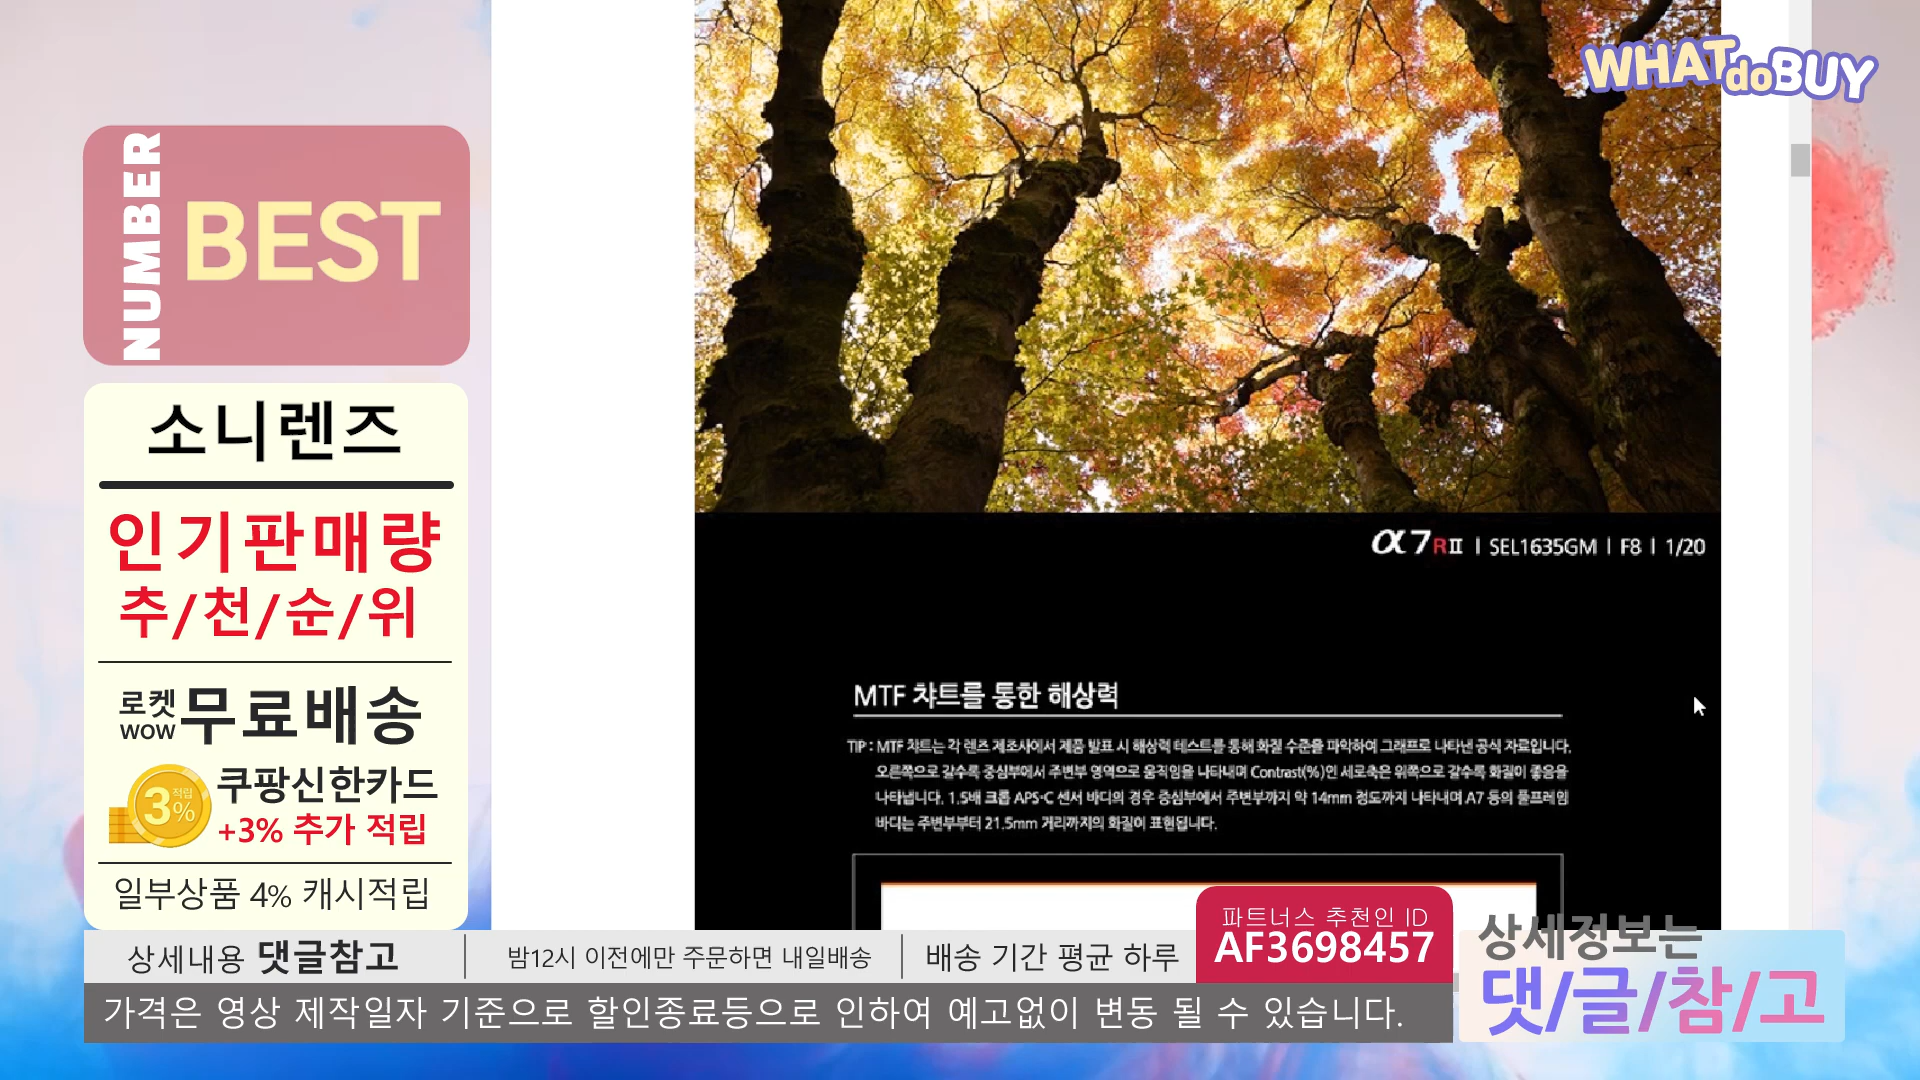 WHAT do BUY
NUMBER
BEST
소니렌즈
인기판매량
추/천/순/위
로켓
WOW
무료배송
3%
적립
쿠팡신한카드
+3% 추가 적립
일부상품 4% 캐시적립
α7RII | SEL1635GM | F8 | 1/20
MTF 챠트를 통한 해상력
TIP : MTF 챠트는 각 렌즈 제조사에서 제품 발표 시 해상력 테스트를 통해 화질 수준을 파악하여 그래프로 나타낸 공식 자료입니다.
오른쪽으로 갈수록 중심부에서 주변부 영역으로 움직임을 나타내며 Contrast(%)인 세로축은 위쪽으로 갈수록 화질이 좋음을
나타냅니다. 1.5배 크롭 APS-C 센서 바디의 경우 중심부에서 주변부까지 약 14mm 정도까지 나타내며 A7 등의 풀프레임
바디는 주변부부터 21.5mm 거리까지의 화질이 표현됩니다.
상세내용 댓글참고
밤12시 이전에만 주문하면 내일배송
배송 기간 평균 하루
파트너스 추천인 ID
AF3698457
상세정보는
댓/글/참/고
가격은 영상 제작일자 기준으로 할인종료등으로 인하여 예고없이 변동 될 수 있습니다.